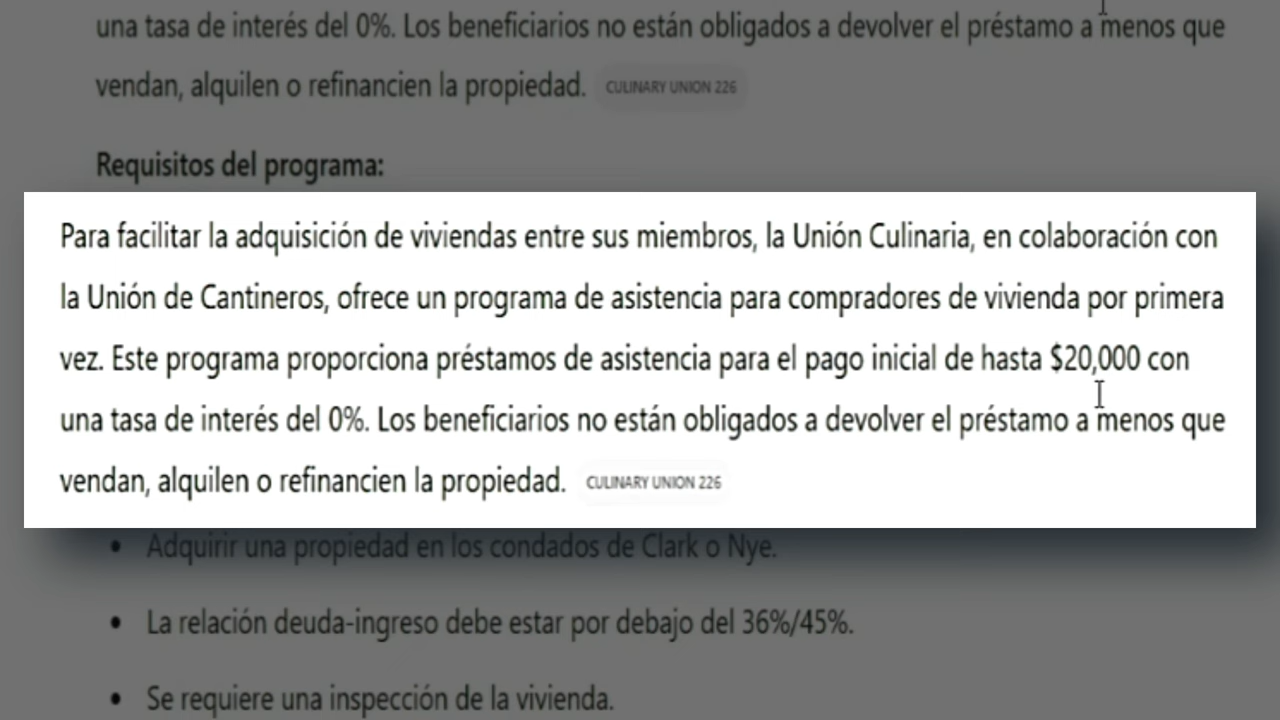 una tasa de interés del 0%. Los beneficiarios no están obligados a devolver el préstamo a menos que
vendan, alquilen o refinancien la propiedad. CULINARY UNION 226
Requisitos del programa:
Para facilitar la adquisición de viviendas entre sus miembros, la Unión Culinaria, en colaboración con
la Unión de Cantineros, ofrece un programa de asistencia para compradores de vivienda por primera
vez. Este programa proporciona préstamos de asistencia para el pago inicial de hasta $20,000 con
una tasa de interés del 0%. Los beneficiarios no están obligados a devolver el préstamo a menos que
vendan, alquilen o refinancien la propiedad. CULINARY UNION 226
• Adquirir una propiedad en los condados de Clark o Nye.
• La relación deuda-ingreso debe estar por debajo del 36%/45%.
• Se requiere una inspección de la vivienda.